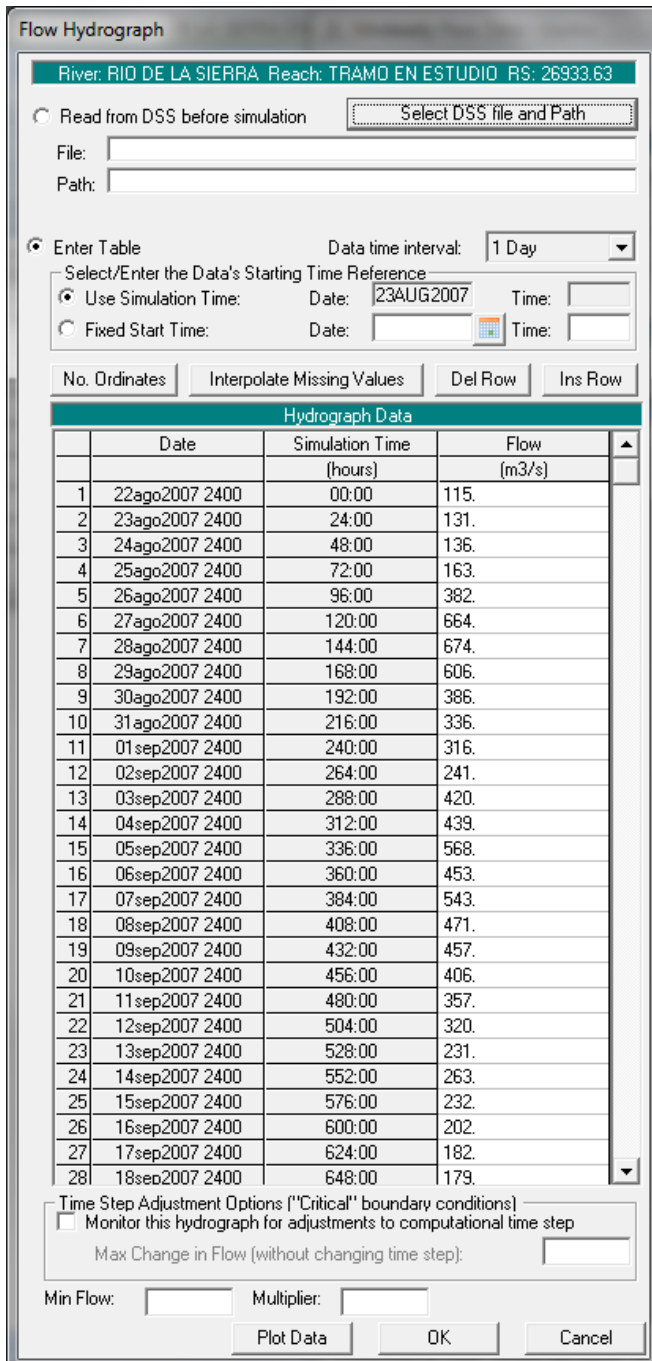 Flow Hydrograph
River: RIO DE LA SIERRA Reach: TRAMO EN ESTUDIO RS: 26933.63
Read from DSS before simulation Select DSS file and Path
File:
Path:
Enter Table Data time interval: 1 Day
Select/Enter the Data's Starting Time Reference
Use Simulation Time: Date: 23AUG2007 Time:
Fixed Start Time: Date: Time:
No. Ordinates Interpolate Missing Values Del Row Ins Row
Hydrograph Data
Date Simulation Time Flow
(hours) (m3/s)
1 22ago2007 2400 00:00 115.
2 23ago2007 2400 24:00 131.
3 24ago2007 2400 48:00 136.
4 25ago2007 2400 72:00 163.
5 26ago2007 2400 96:00 382.
6 27ago2007 2400 120:00 664.
7 28ago2007 2400 144:00 674.
8 29ago2007 2400 168:00 606.
9 30ago2007 2400 192:00 386.
10 31ago2007 2400 216:00 336.
11 01sep2007 2400 240:00 316.
12 02sep2007 2400 264:00 241.
13 03sep2007 2400 288:00 420.
14 04sep2007 2400 312:00 439.
15 05sep2007 2400 336:00 568.
16 06sep2007 2400 360:00 453.
17 07sep2007 2400 384:00 543.
18 08sep2007 2400 408:00 471.
19 09sep2007 2400 432:00 457.
20 10sep2007 2400 456:00 406.
21 11sep2007 2400 480:00 357.
22 12sep2007 2400 504:00 320.
23 13sep2007 2400 528:00 231.
24 14sep2007 2400 552:00 263.
25 15sep2007 2400 576:00 232.
26 16sep2007 2400 600:00 202.
27 17sep2007 2400 624:00 182.
28 18sep2007 2400 648:00 179.
Time Step Adjustment Options ("Critical" boundary conditions)
Monitor this hydrograph for adjustments to computational time step
Max Change in Flow (without changing time step):
Min Flow: Multiplier:
Plot Data OK Cancel